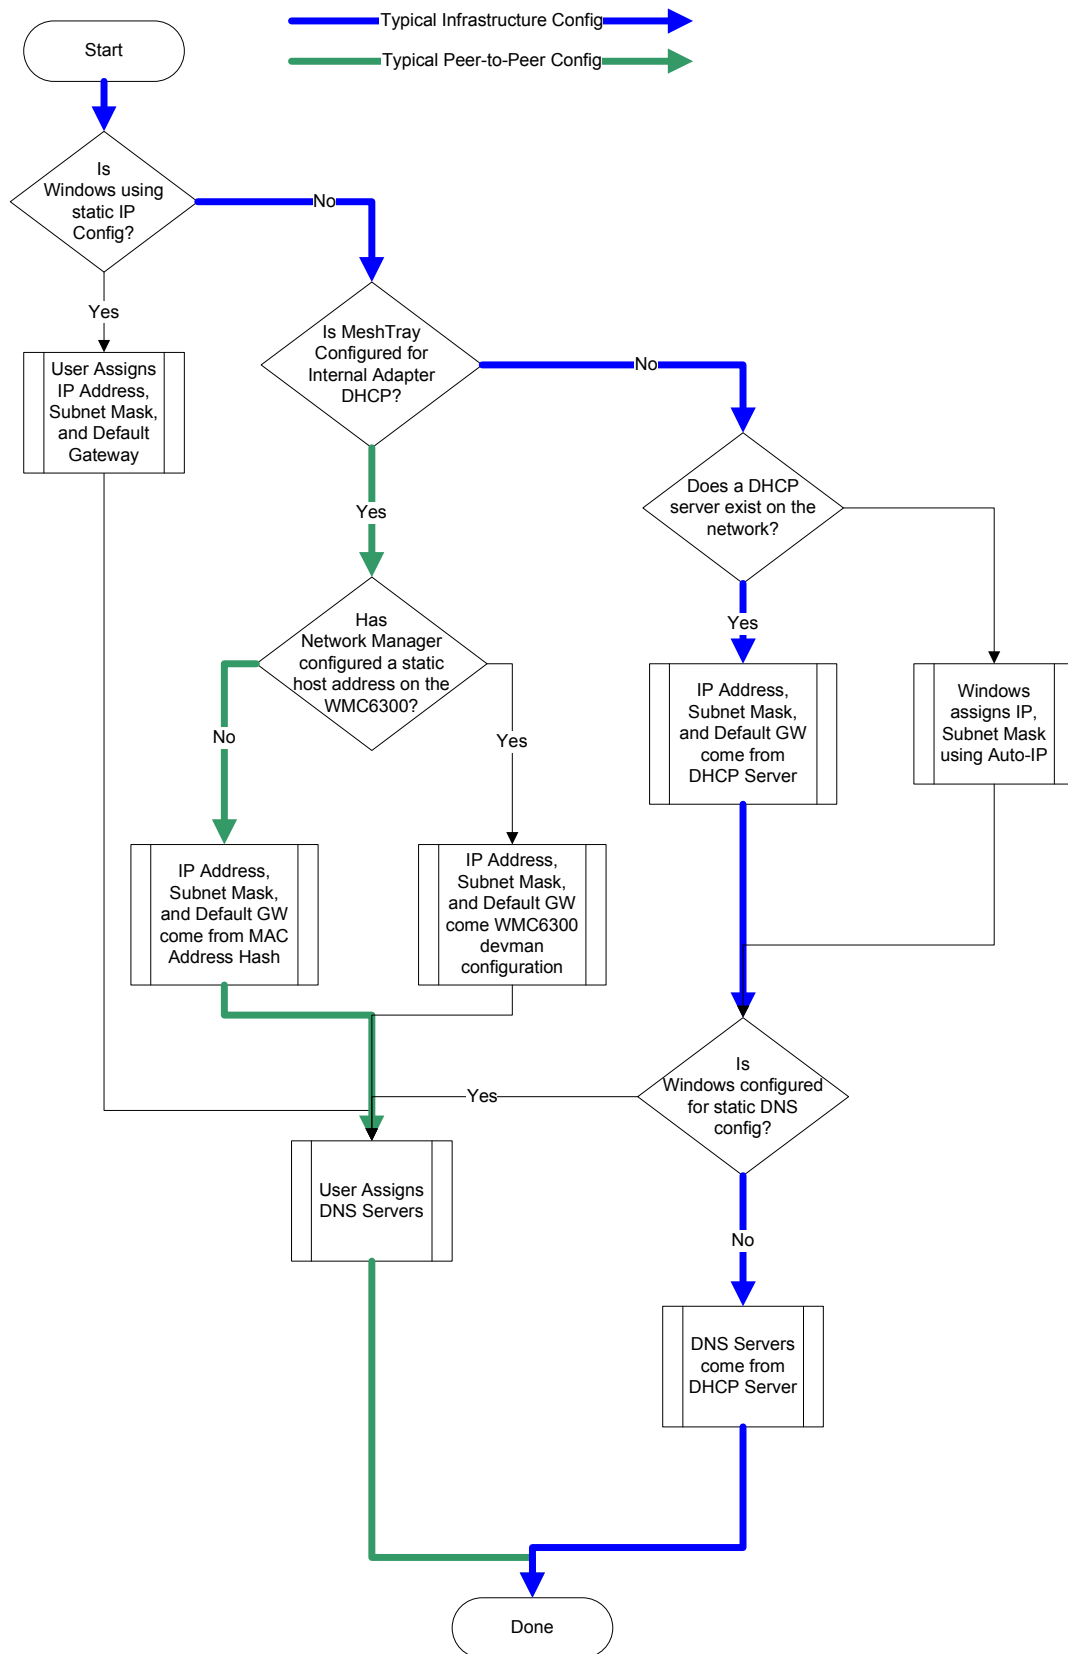 Typical Infrastructure Config
Typical Peer-to-Peer Config
Start
Is
Windows using
static IP
Config?
No
Yes
User Assigns
IP Address,
Subnet Mask,
and Default
Gateway
Is MeshTray
Configured for
Internal Adapter
DHCP?
No
Yes
Does a DHCP
server exist on the
network?
Yes
Has
Network Manager
configured a static
host address on the
WMC6300?
No
Yes
IP Address,
Subnet Mask,
and Default GW
come from
DHCP Server
Windows
assigns IP,
Subnet Mask
using Auto-IP
IP Address,
Subnet Mask,
and Default GW
come from MAC
Address Hash
IP Address,
Subnet Mask,
and Default GW
come WMC6300
devman
configuration
Is
Windows configured
for static DNS
config?
Yes
No
User Assigns
DNS Servers
DNS Servers
come from
DHCP Server
Done